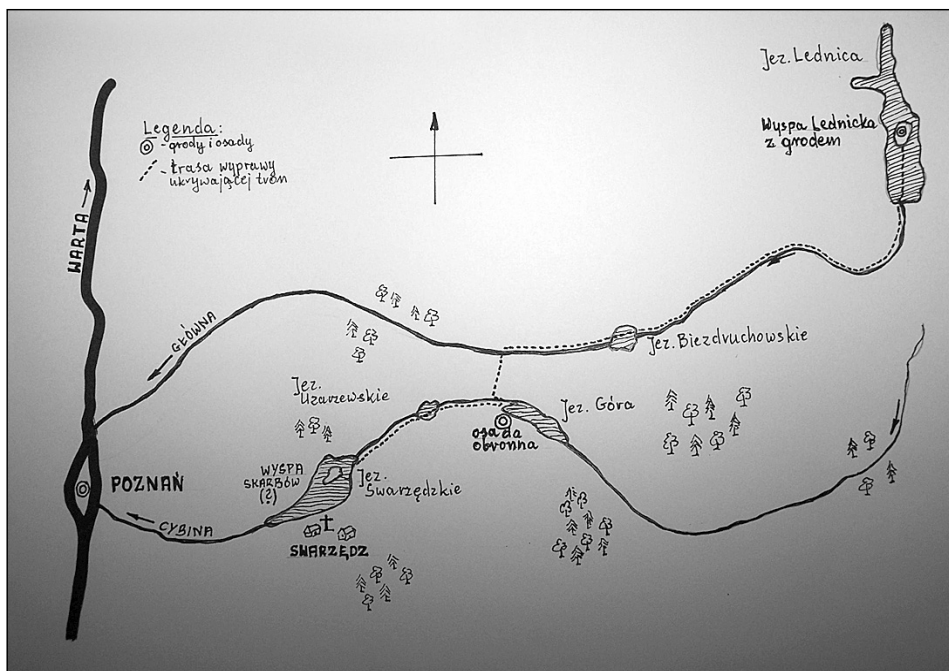 Jez. Lednica
Wyspa Lednicka
z grodem
Legenda:
- grody i osady
- trasa wyprawy
ukrywającej tron
WARTA
GŁÓWNA
Jez. Biezdruchowskie
Jez.
Uzarzewskie
Jez. Góra
osada
obronna
WYSPA
SKARBÓW
(?)
Jez.
Swarzędzkie
POZNAŃ
CYBINA
SWARZĘDZ